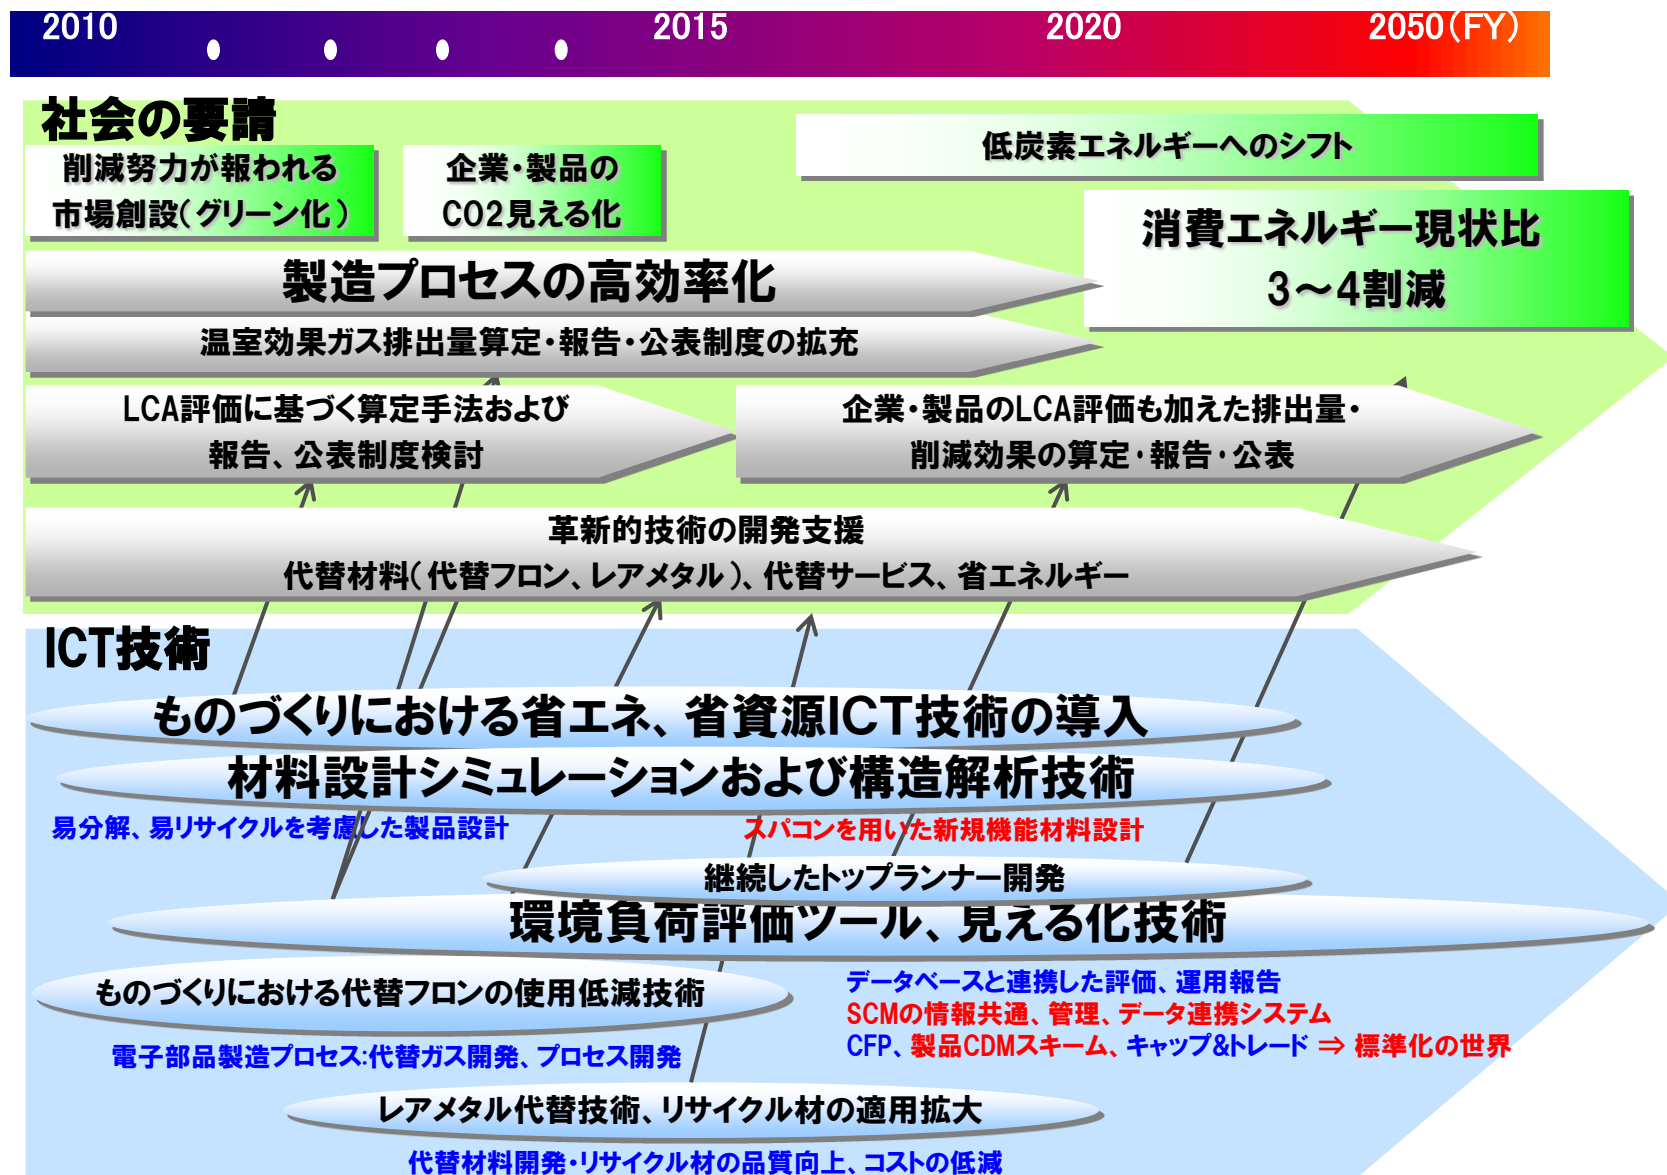 2010
2015
2020
2050(FY)
社会の要請
削減努力が報われる
市場創設(グリーン化)
企業・製品の
CO2見える化
低炭素エネルギーへのシフト
消費エネルギー現状比
3～4割減
製造プロセスの高効率化
温室効果ガス排出量算定・報告・公表制度の拡充
LCA評価に基づく算定手法および
報告、公表制度検討
企業・製品のLCA評価も加えた排出量・
削減効果の算定・報告・公表
革新的技術の開発支援
代替材料(代替フロン、レアメタル)、代替サービス、省エネルギー
ICT技術
ものづくりにおける省エネ、省資源ICT技術の導入
材料設計シミュレーションおよび構造解析技術
易分解、易リサイクルを考慮した製品設計
スパコンを用いた新規機能材料設計
継続したトップランナー開発
環境負荷評価ツール、見える化技術
ものづくりにおける代替フロンの使用低減技術
データベースと連携した評価、運用報告
SCMの情報共通、管理、データ連携システム
CFP、製品CDMスキーム、キャップ&トレード ⇒ 標準化の世界
電子部品製造プロセス:代替ガス開発、プロセス開発
レアメタル代替技術、リサイクル材の適用拡大
代替材料開発・リサイクル材の品質向上、コストの低減